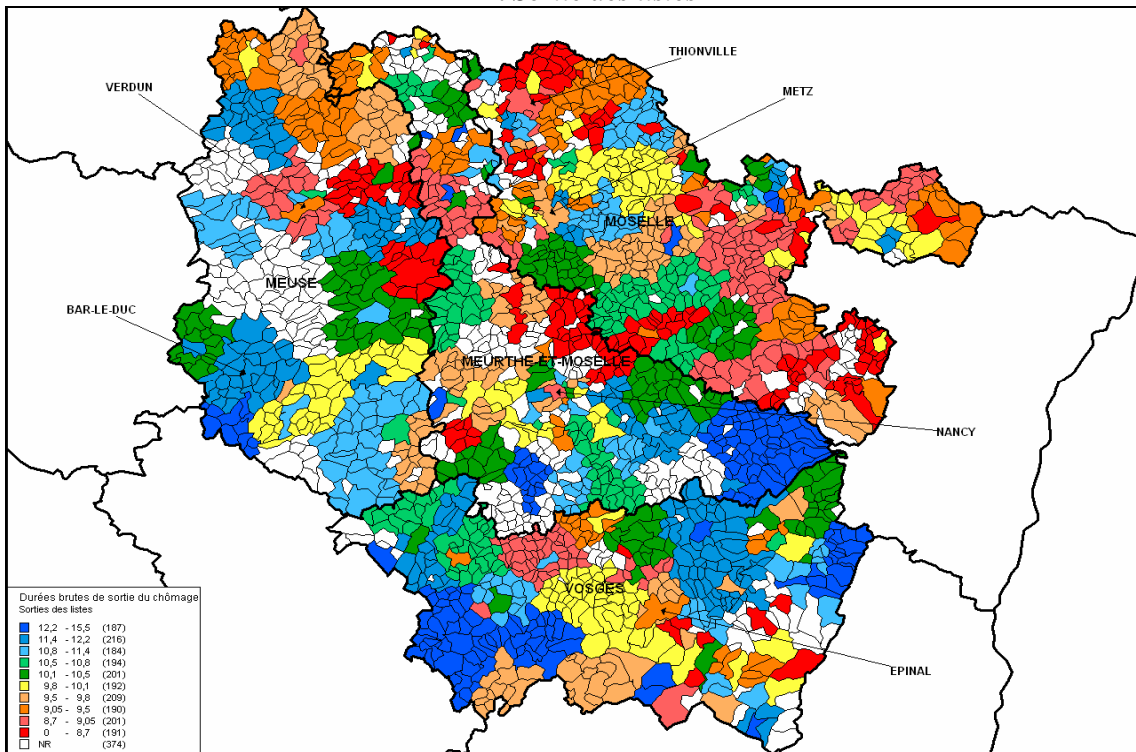 THIONVILLE
VERDUN
METZ
MOSELLE
MEUSE
BAR-LE-DUC
MEURTHE-ET-MOSELLE
NANCY
VOSGES
EPINAL
Durées brutes de sortie du chômage
Sorties des listes
12,2 - 15,5 (187)
11,4 - 12,2 (216)
10,8 - 11,4 (184)
10,5 - 10,8 (194)
10,1 - 10,5 (201)
9,8 - 10,1 (192)
9,5 - 9,8 (209)
9,05 - 9,5 (190)
8,7 - 9,05 (201)
0 - 8,7 (191)
NR (374)